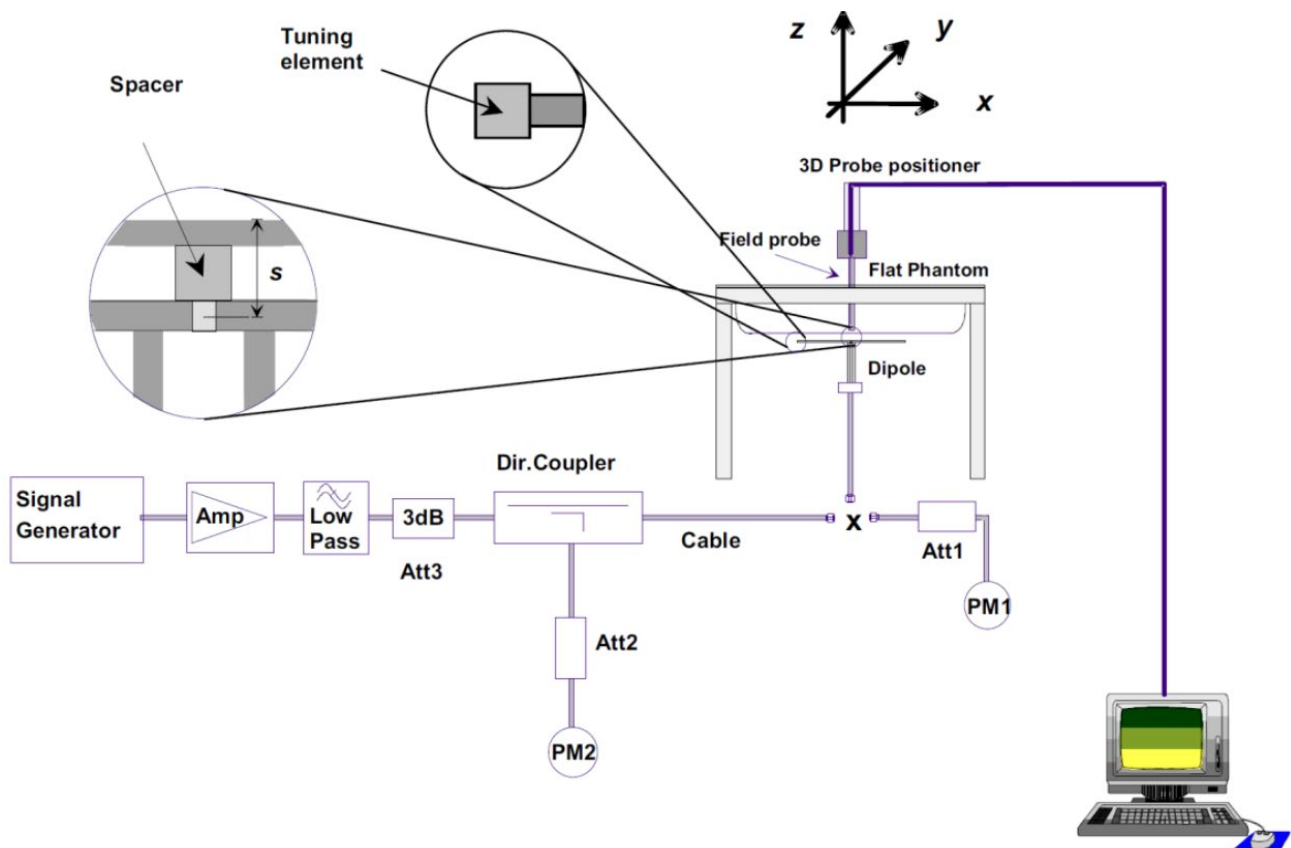 Tuning
element
Spacer
s
z
y
x
3D Probe positioner
Field probe
Flat Phantom
Dipole
Dir.Coupler
Signal
Generator
Amp
Low
Pass
3dB
Att3
Cable
x
Att1
PM1
Att2
PM2